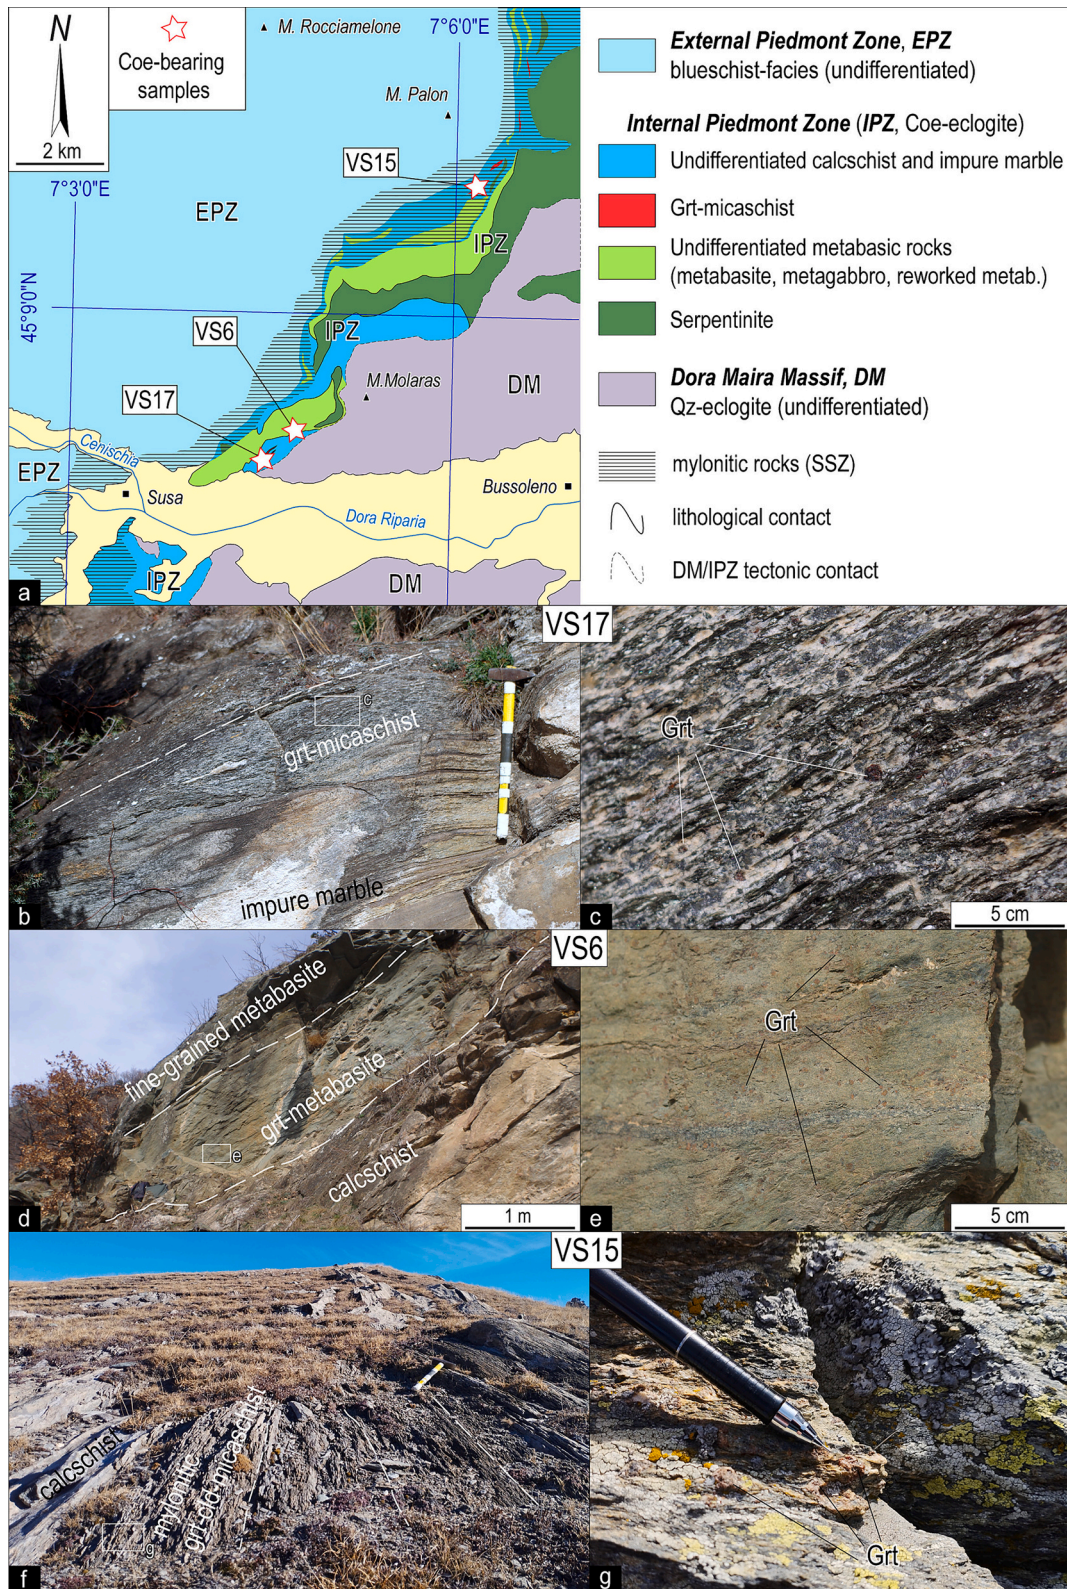 N
2 km
Coe-bearing
samples
M. Rocciamelone
7°6'0"E
M. Palon
7°3'0"E
VS15
EPZ
IPZ
45°9'0"N
VS6
IPZ
M.Molaras
DM
VS17
Cenischia
EPZ
Susa
Bussoleno
Dora Riparia
IPZ
DM
a
External Piedmont Zone, EPZ
blueschist-facies (undifferentiated)
Internal Piedmont Zone (IPZ, Coe-eclogite)
Undifferentiated calcschist and impure marble
Grt-micaschist
Undifferentiated metabasic rocks
(metabasite, metagabbro, reworked metab.)
Serpentinite
Dora Maira Massif, DM
Qz-eclogite (undifferentiated)
mylonitic rocks (SSZ)
lithological contact
DM/IPZ tectonic contact
VS17
c
grt-micaschist
impure marble
b
Grt
5 cm
c
VS6
fine-grained metabasite
grt-metabasite
e
calcschist
1 m
d
Grt
5 cm
e
VS15
calcschist
mylonitic
grt-cld-micaschist
g
f
Grt
g